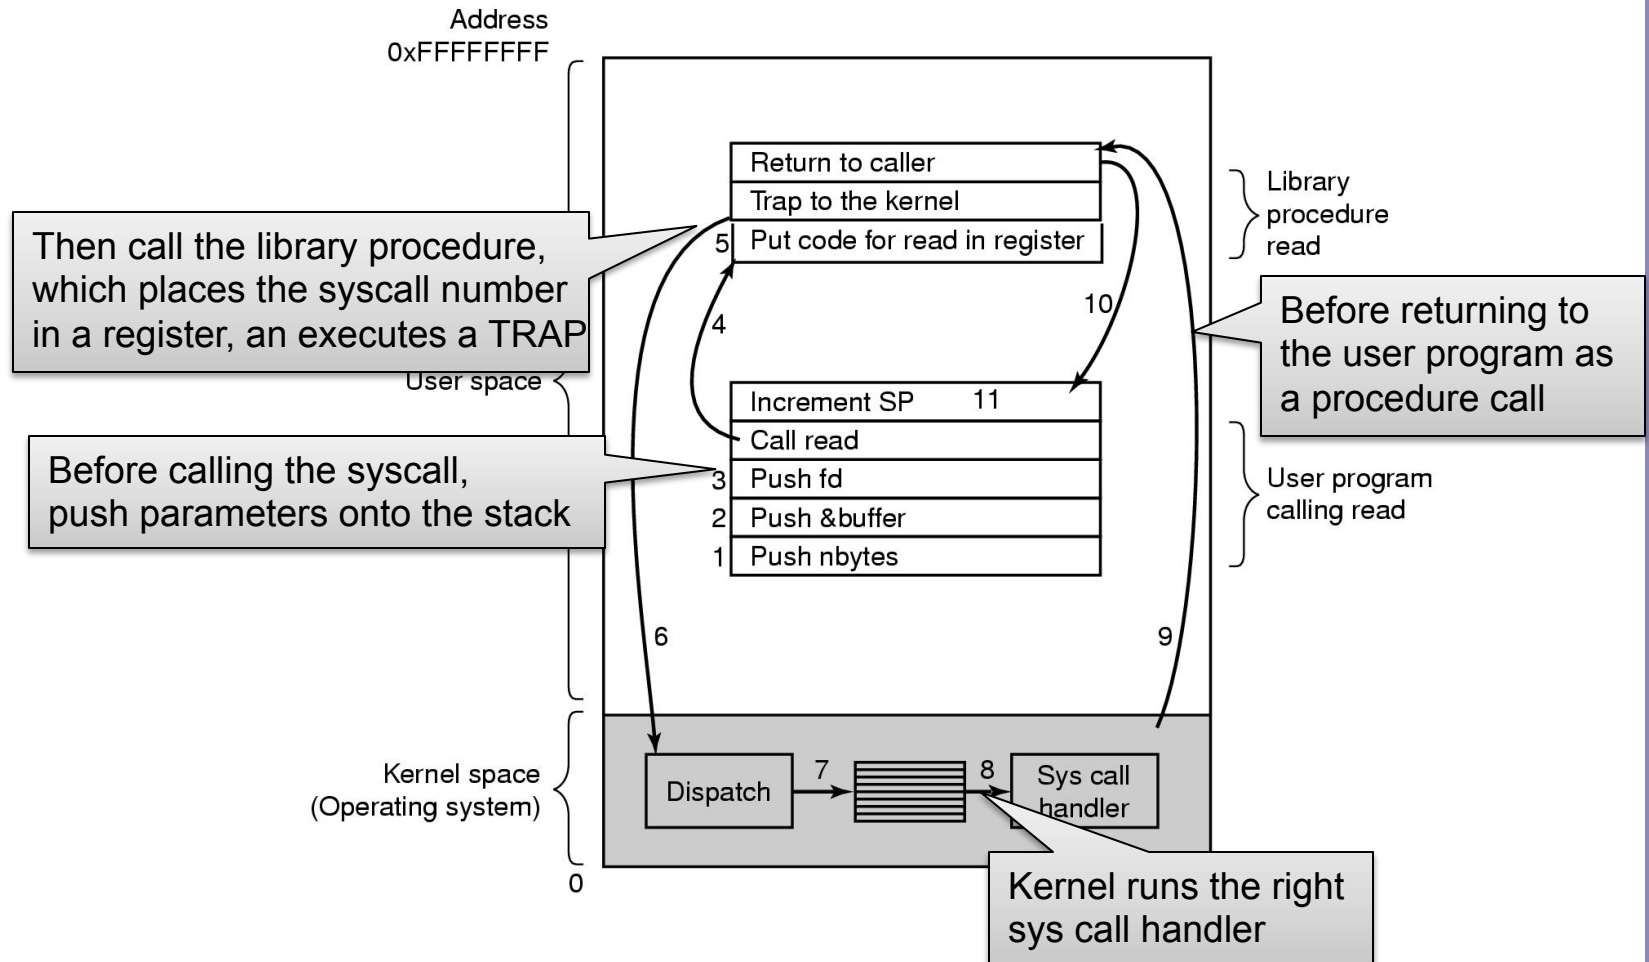 Address
0xFFFFFFFF
Return to caller
Trap to the kernel
5 Put code for read in register
Library
procedure
read
Then call the library procedure,
which places the syscall number
in a register, an executes a TRAP
4
10
Before returning to
the user program as
a procedure call
User space
Increment SP 11
Call read
3 Push fd
2 Push &buffer
1 Push nbytes
Before calling the syscall,
push parameters onto the stack
User program
calling read
6
9
Kernel space
(Operating system)
Dispatch
7
8
Sys call
handler
0
Kernel runs the right
sys call handler